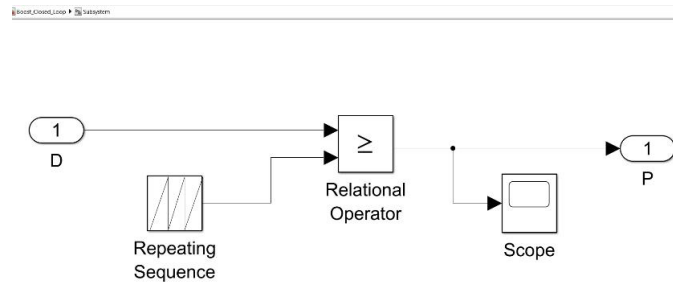 Boost_Closed_Loop ▶ Subsystem
1
D
≥
1
P
Relational
Operator
Repeating
Sequence
Scope